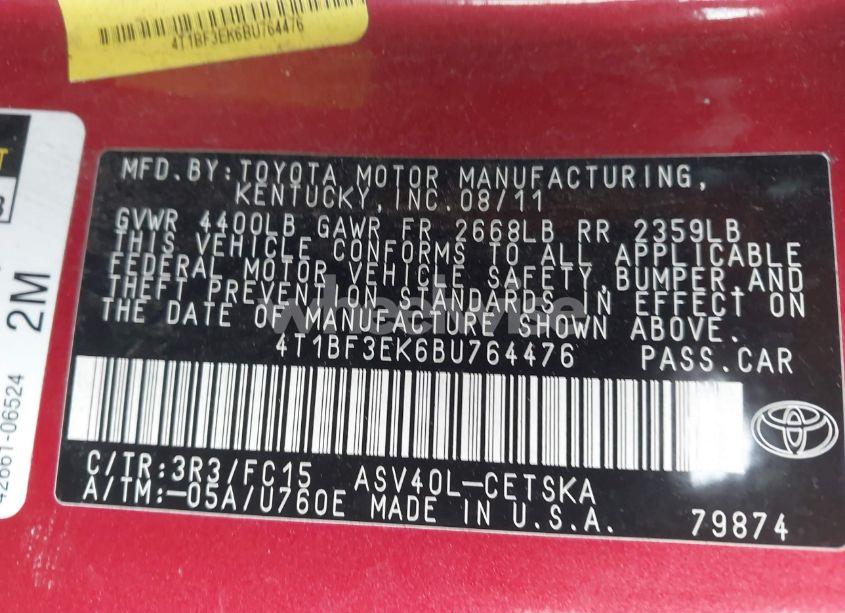 4T1BF3EK6BU764476
MFD.BY:TOYOTA MOTOR MANUFACTURING,
KENTUCKY,INC.08/11
GVWR 4400LB GAWR FR 2668LB RR 2359LB
THIS VEHICLE CONFORMS TO ALL APPLICABLE
FEDERAL MOTOR VEHICLE SAFETY,BUMPER,AND
THEFT PREVENTION STANDARDS IN EFFECT ON
THE DATE OF MANUFACTURE SHOWN ABOVE.
4T1BF3EK6BU764476 PASS.CAR
C/TR:3R3/FC15 ASV40L-CETSKA
A/TM:-05A/U760E MADE IN U.S.A. 79874
2M
42661-06524
wheelwise